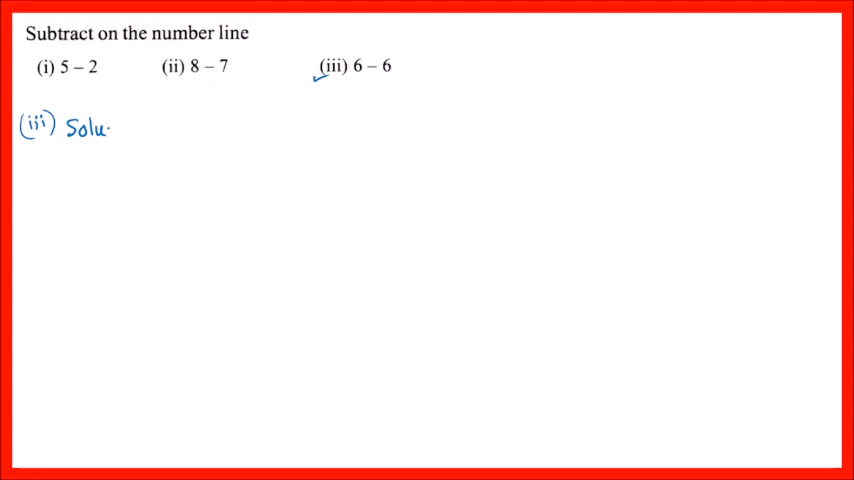 Subtract on the number line
(i) 5 – 2 (ii) 8 – 7 (iii) 6 – 6
(iii) Solu.